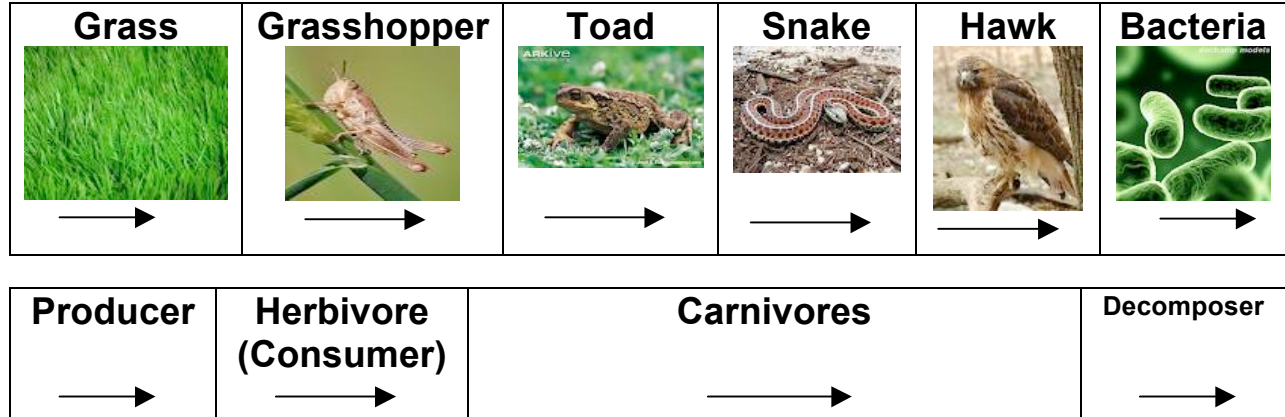 Grass Grasshopper Toad Snake Hawk Bacteria
ARKive
Producer Herbivore Carnivores Decomposer
(Consumer)